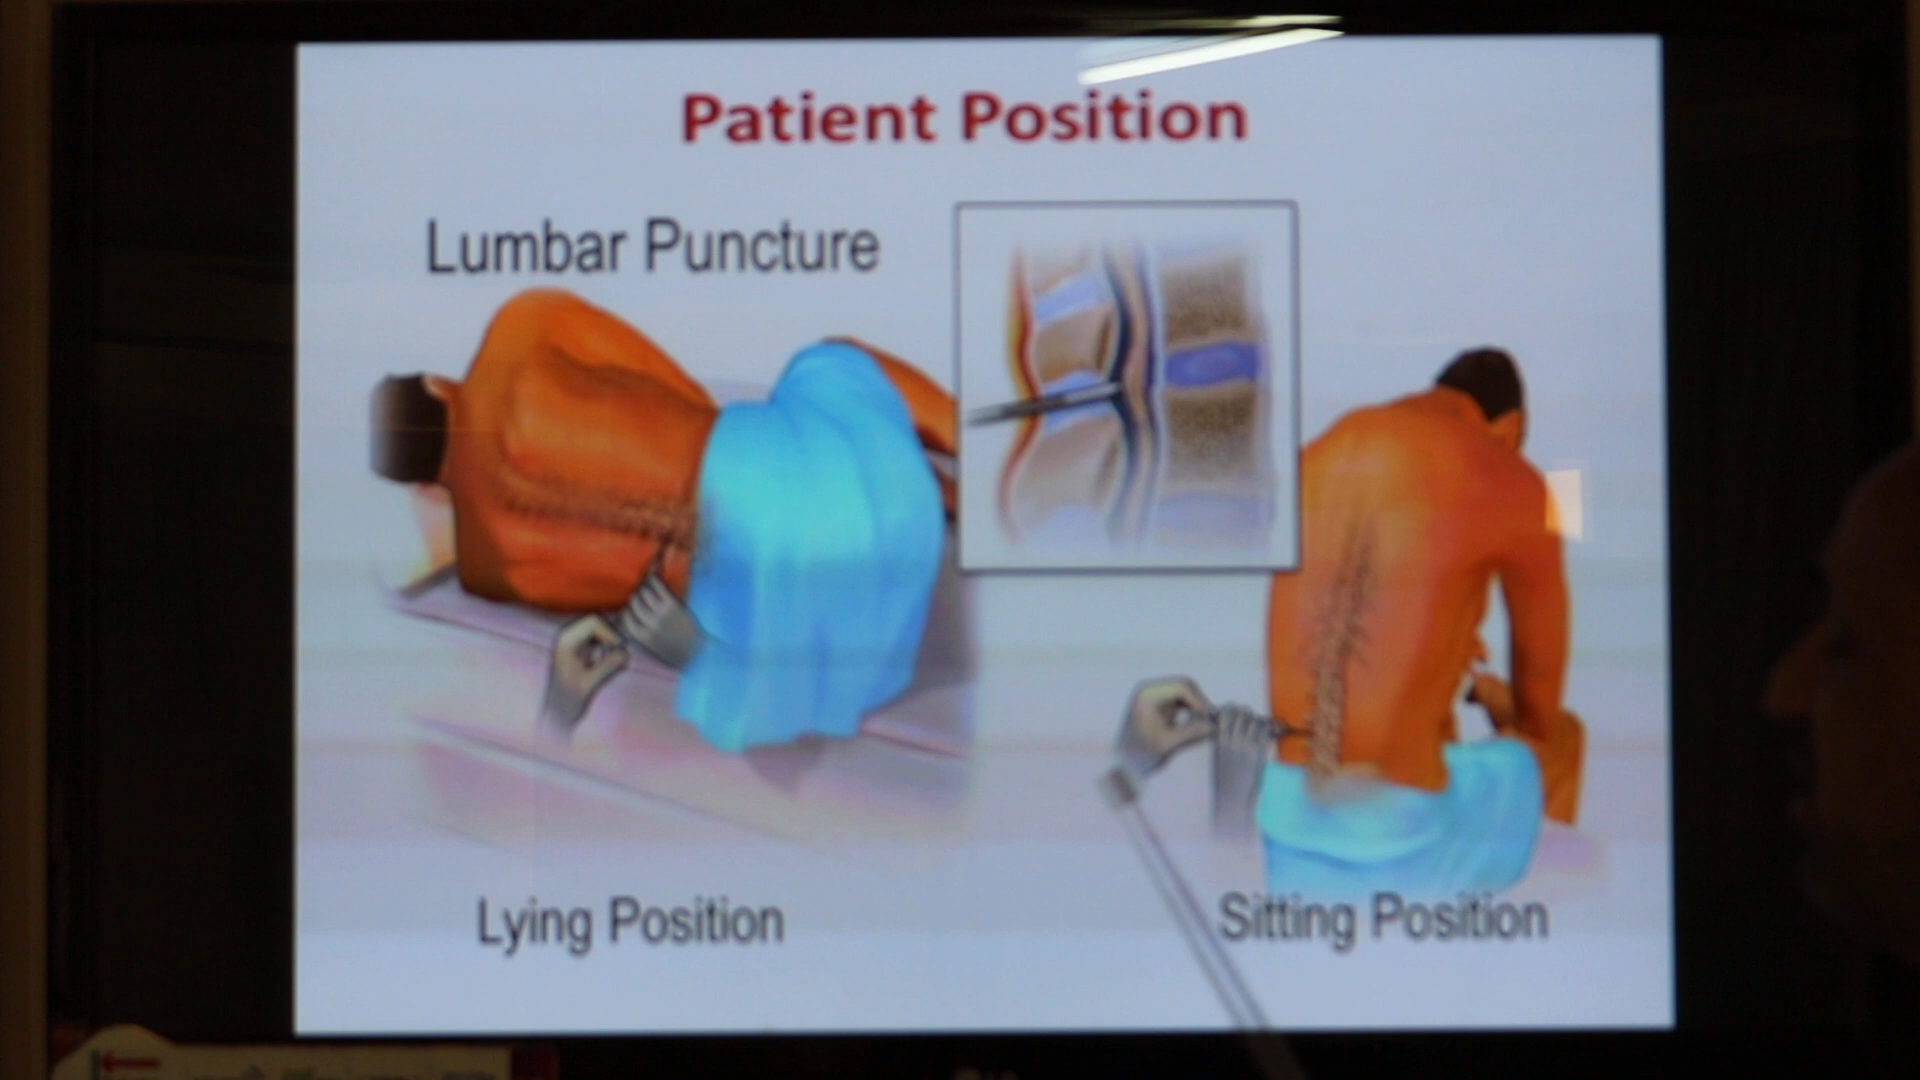 Patient Position
Lumbar Puncture
Lying Position
Sitting Position